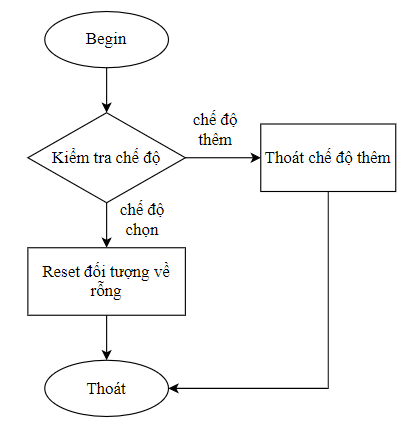 Begin
chế độ
thêm
Kiểm tra chế độ
Thoát chế độ thêm
chế độ
chọn
Reset đối tượng về
rỗng
Thoát